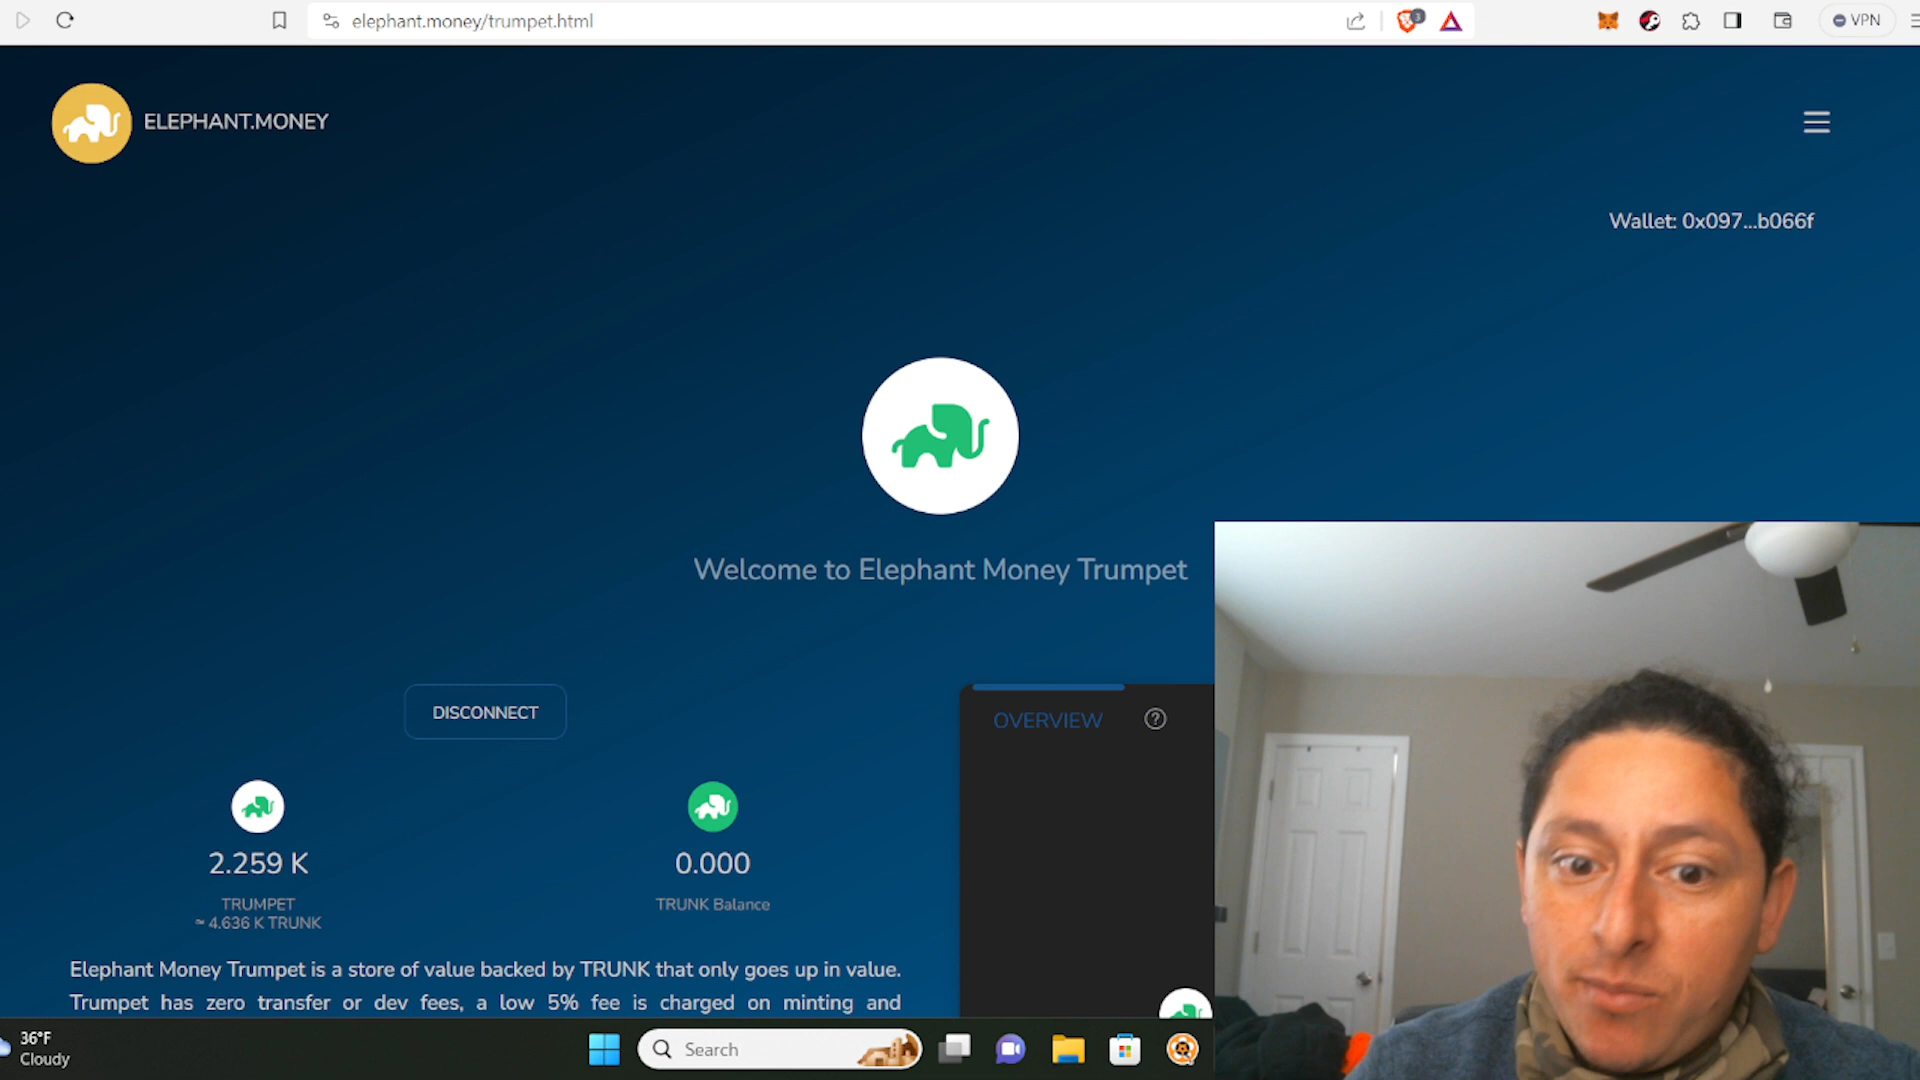 elephant.money/trumpet.html
3
VPN
ELEPHANT.MONEY
Wallet: 0x097...b066f
Welcome to Elephant Money Trumpet
DISCONNECT
OVERVIEW
?
2.259 K
TRUMPET
≈ 4.636 K TRUNK
0.000
TRUNK Balance
Elephant Money Trumpet is a store of value backed by TRUNK that only goes up in value.
Trumpet has zero transfer or dev fees, a low 5% fee is charged on minting and
36°F
Cloudy
Search